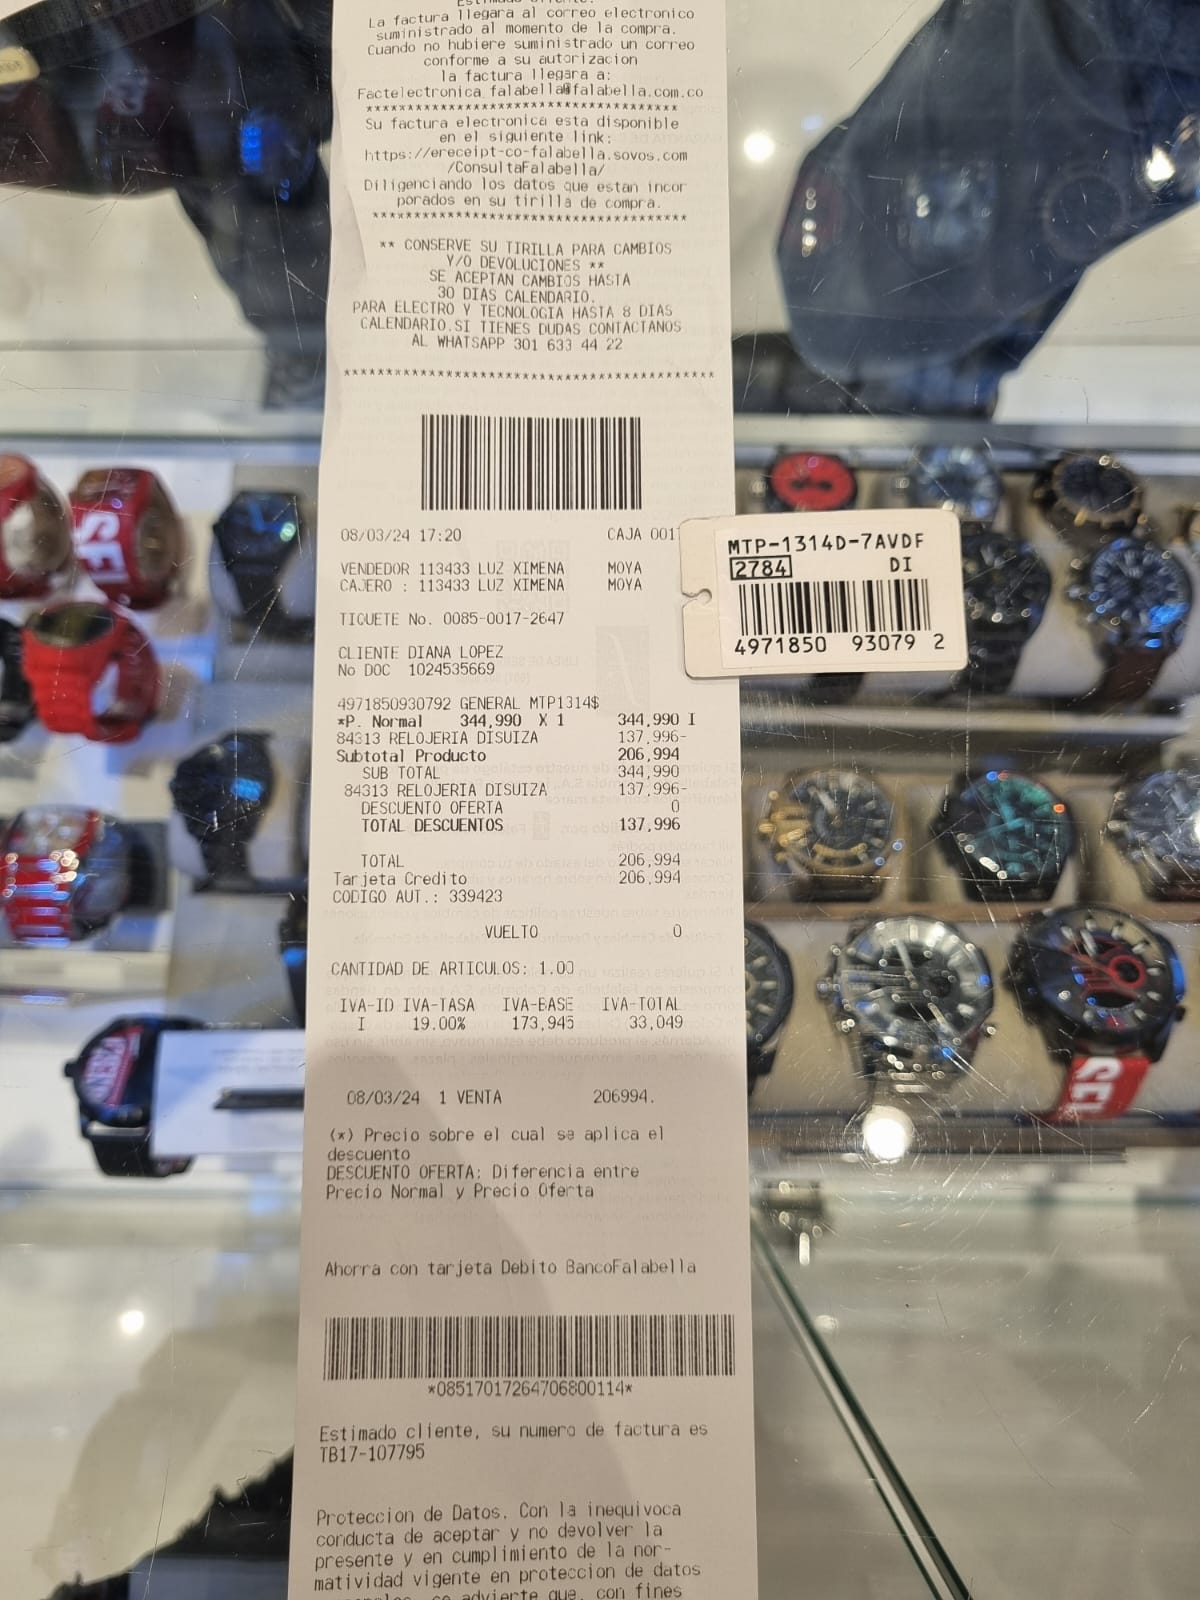 Estimado cliente:
La factura llegara al correo electronico
suministrado al momento de la compra.
Cuando no hubiere suministrado un correo
conforme a su autorizacion
la factura llegara a:
Factelectronica_falabella@falabella.com.co
****************************************
Su factura electronica esta disponible
en el siguiente link:
https://ereceipt-co-falabella.sovos.com
/ConsultaFalabella/
Diligenciando los datos que estan incor
porados en su tirilla de compra.
****************************************
** CONSERVE SU TIRILLA PARA CAMBIOS
Y/O DEVOLUCIONES **
SE ACEPTAN CAMBIOS HASTA
30 DIAS CALENDARIO.
PARA ELECTRO Y TECNOLOGIA HASTA 8 DIAS
CALENDARIO.SI TIENES DUDAS CONTACTANOS
AL WHATSAPP 301 633 44 22
****************************************
08/03/24 17:20 CAJA 001
VENDEDOR 113433 LUZ XIMENA MOYA
CAJERO : 113433 LUZ XIMENA MOYA
TIQUETE No. 0085-0017-2647
CLIENTE DIANA LOPEZ
No DOC 1024535669
4971850930792 GENERAL MTP1314$
*P. Normal 344,990 X 1 344,990 I
84313 RELOJERIA DISUIZA 137,996-
Subtotal Producto 206,994
SUB TOTAL 344,990
84313 RELOJERIA DISUIZA 137,996-
DESCUENTO OFERTA 0
TOTAL DESCUENTOS 137,996
TOTAL 206,994
Tarjeta Credito 206,994
CODIGO AUT.: 339423
VUELTO 0
CANTIDAD DE ARTICULOS: 1.00
IVA-ID IVA-TASA IVA-BASE IVA-TOTAL
I 19.00% 173,945 33,049
08/03/24 1 VENTA 206994.
(*) Precio sobre el cual se aplica el
descuento
DESCUENTO OFERTA: Diferencia entre
Precio Normal y Precio Oferta
Ahorra con tarjeta Debito BancoFalabella
*08517017264706800114*
Estimado cliente, su numero de factura es
TB17-107795
Proteccion de Datos. Con la inequivoca
conducta de aceptar y no devolver la
presente y en cumplimiento de la nor-
matividad vigente en proteccion de datos
se advierte que, con fines
MTP-1314D-7AVDF
2784 DI
4971850 93079 2